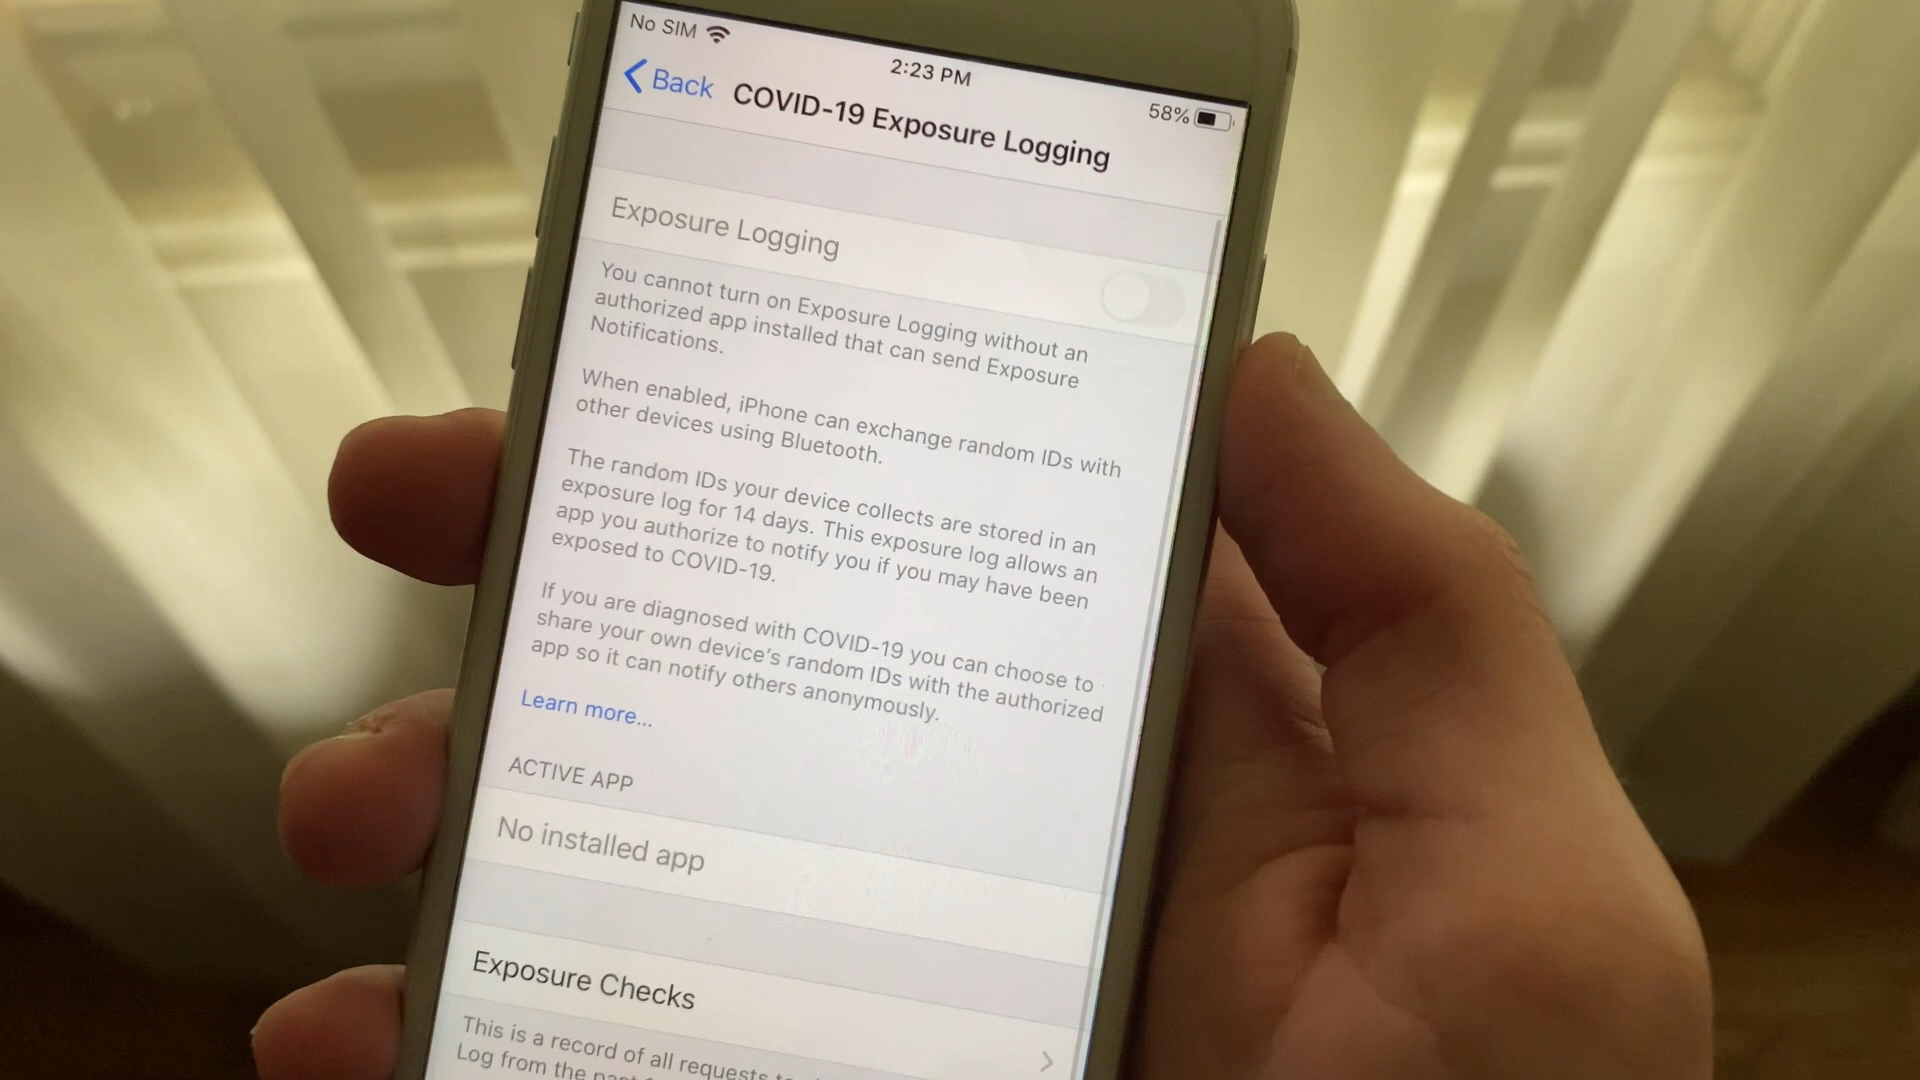 No SIM
2:23 PM
58%
Back
COVID-19 Exposure Logging
Exposure Logging
You cannot turn on Exposure Logging without an
authorized app installed that can send Exposure
Notifications.
When enabled, iPhone can exchange random IDs with
other devices using Bluetooth.
The random IDs your device collects are stored in an
exposure log for 14 days. This exposure log allows an
app you authorize to notify you if you may have been
exposed to COVID-19.
If you are diagnosed with COVID-19 you can choose to
share your own device's random IDs with the authorized
app so it can notify others anonymously.
Learn more...
ACTIVE APP
No installed app
Exposure Checks
This is a record of all requests
Log from the